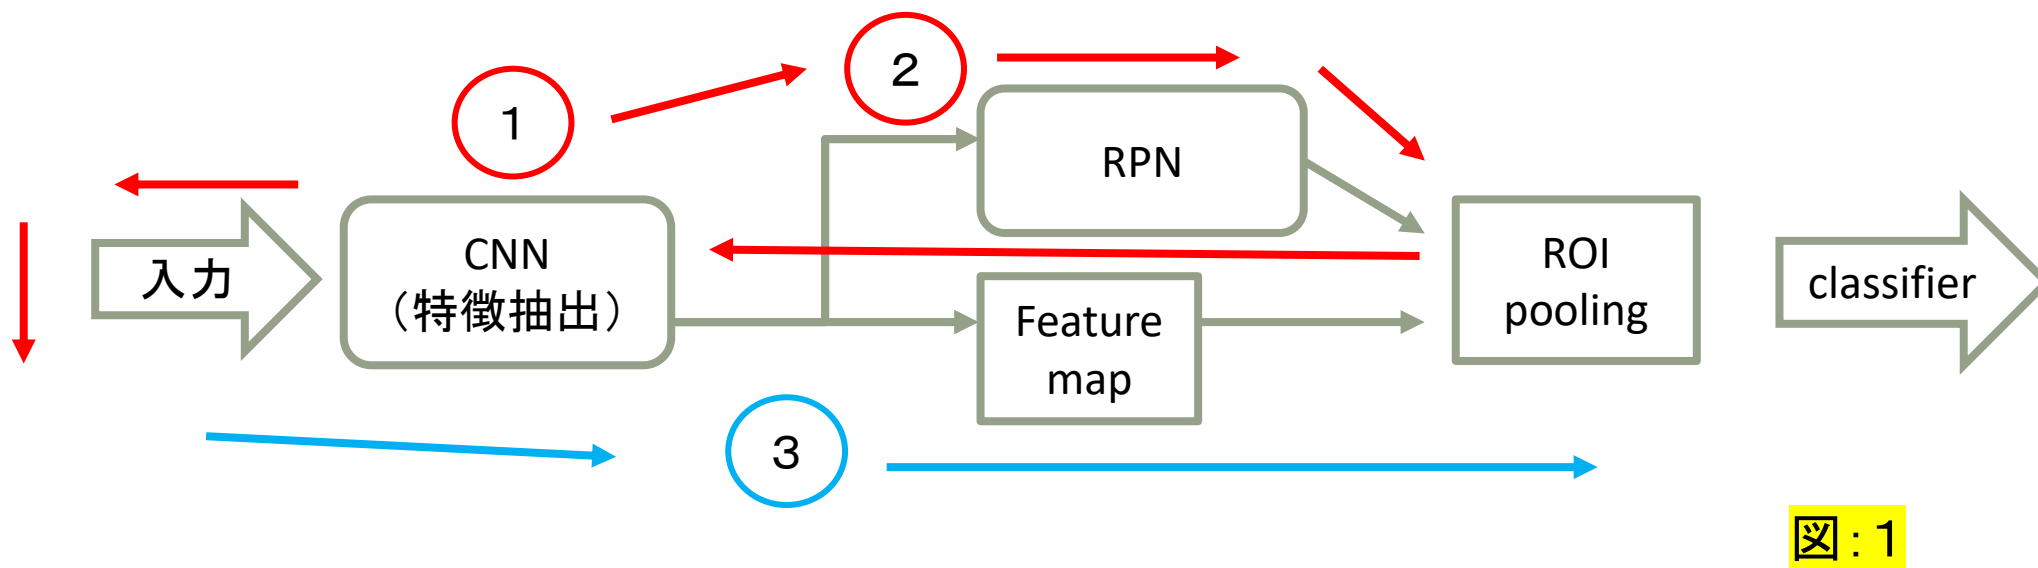 1
2
RPN
入力
CNN
（特徴抽出）
Feature
map
ROI
pooling
classifier
3
図：1